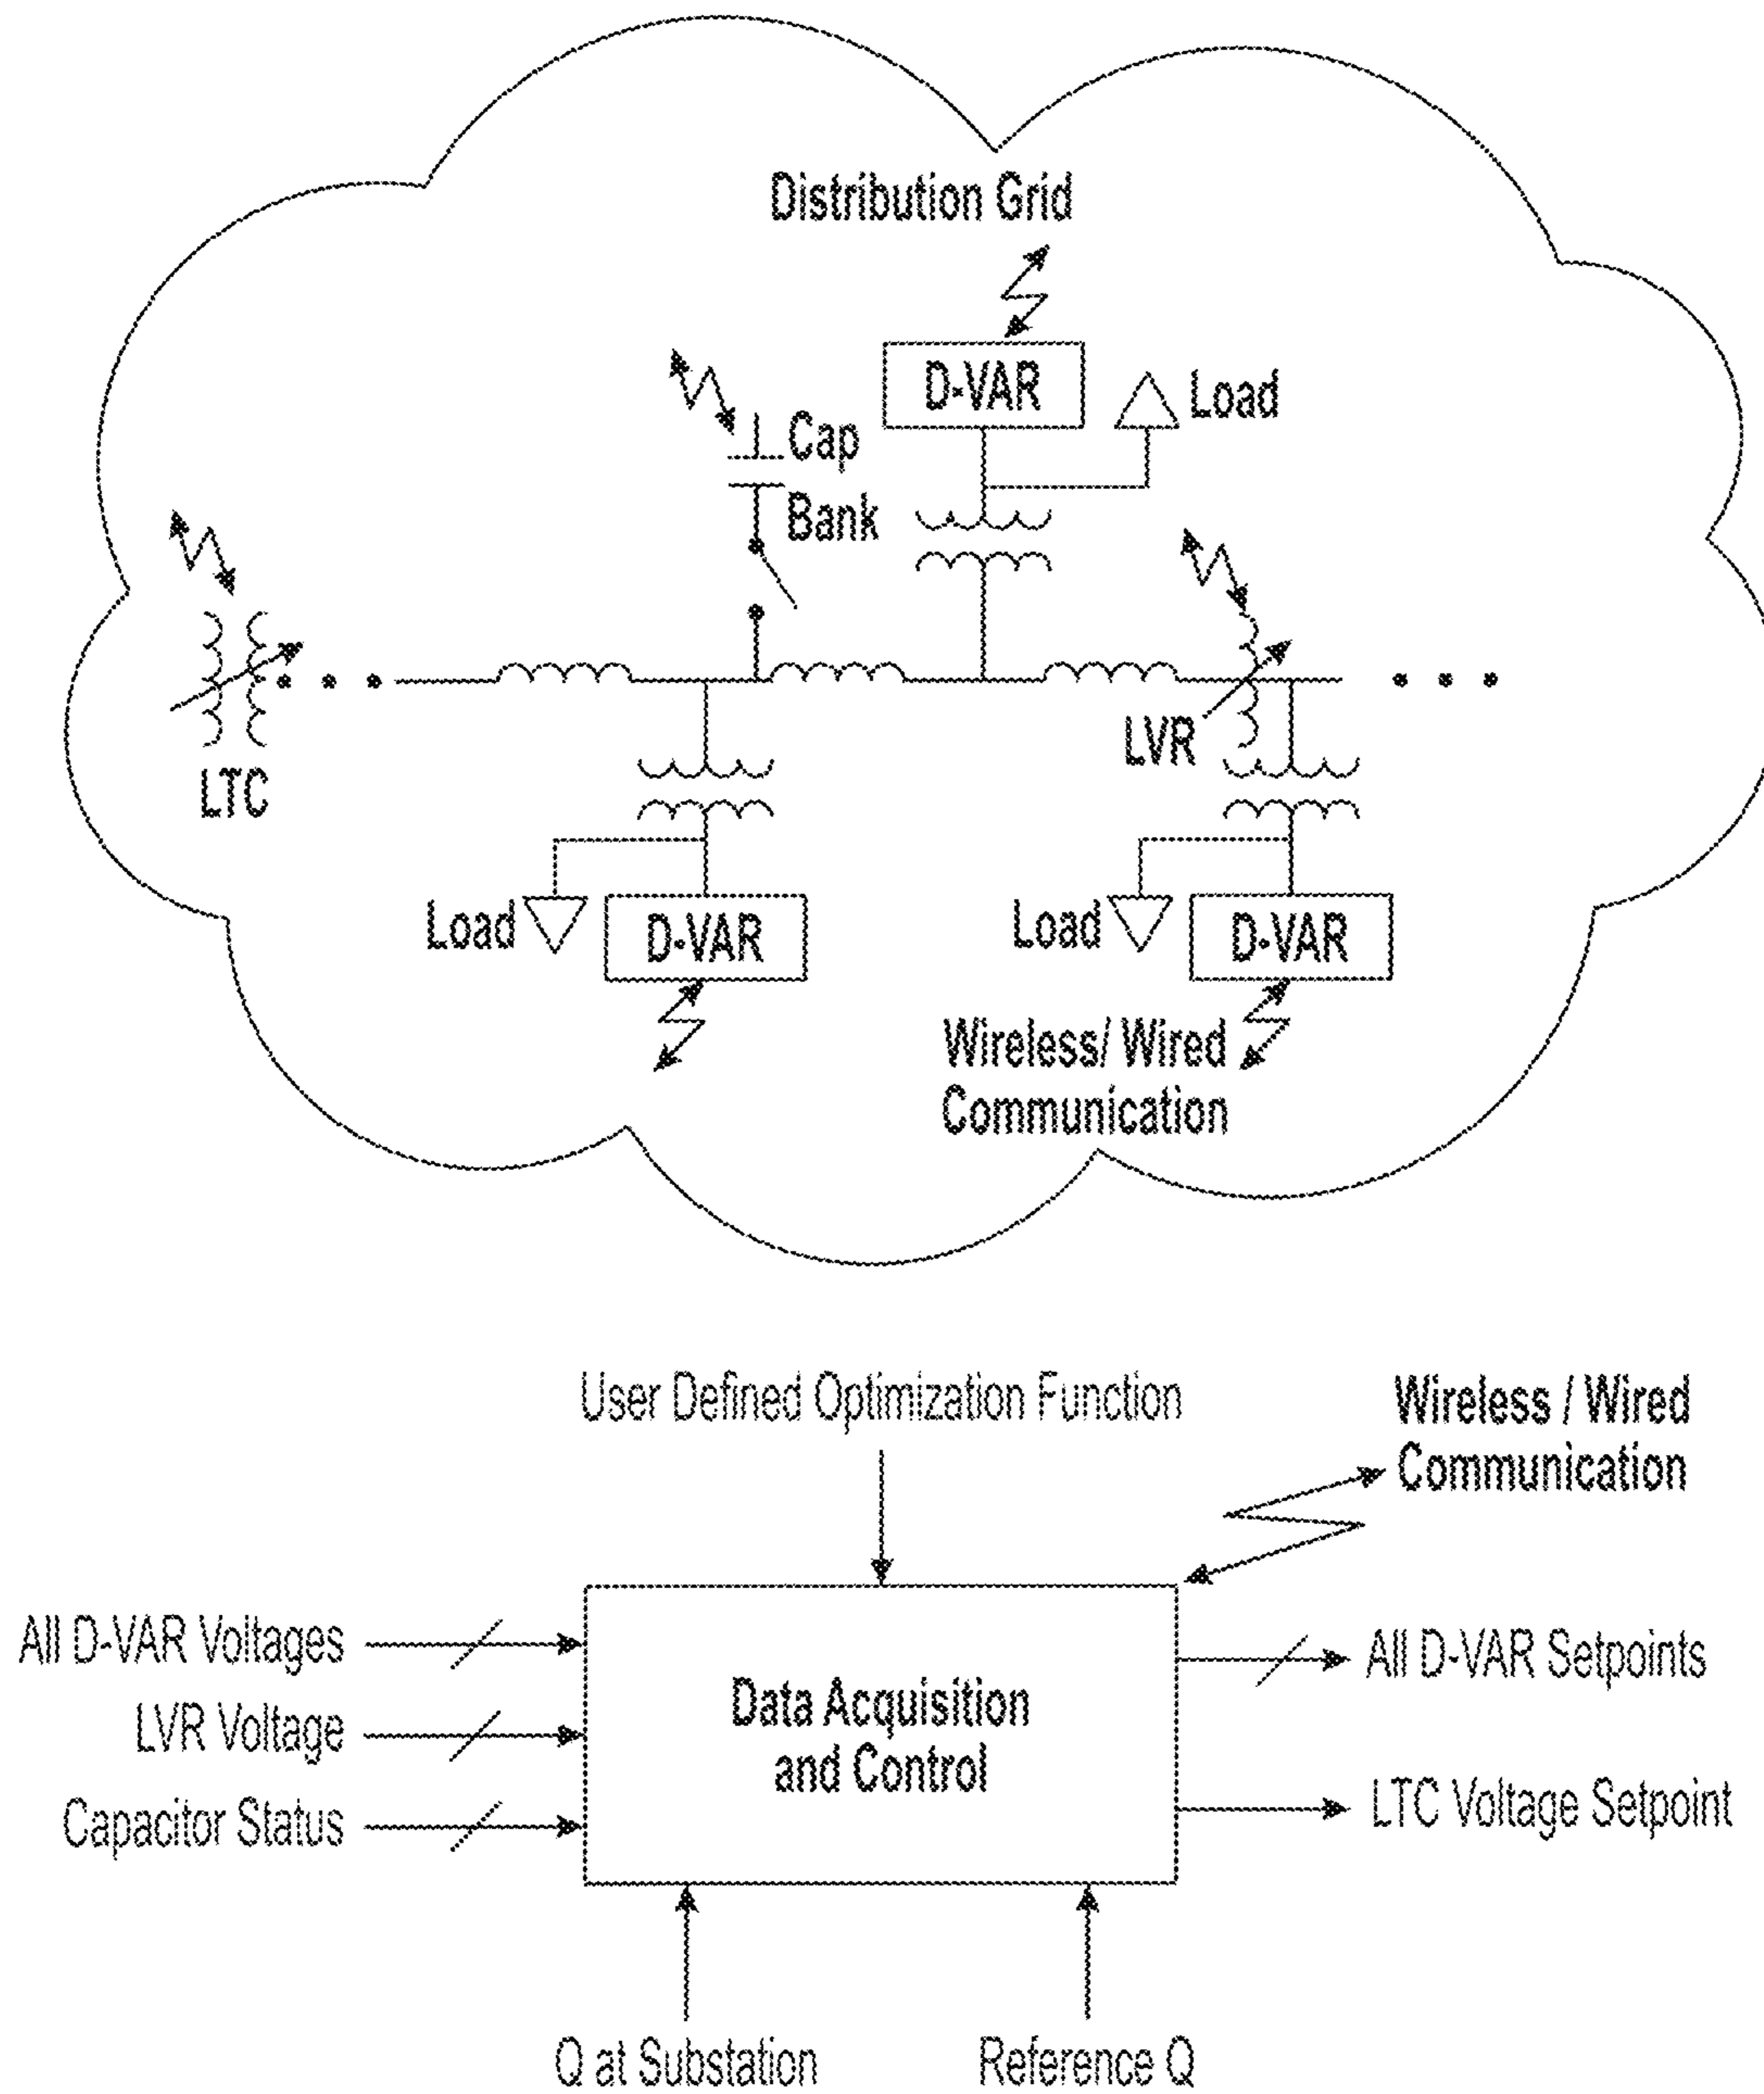 Distribution Grid
D-VAR
Load
Cap
Bank
LTC
LVR
Load
D-VAR
Load
D-VAR
Wireless/ Wired
Communication
User Defined Optimization Function
Wireless / Wired
Communication
All D-VAR Voltages
LVR Voltage
Capacitor Status
Data Acquisition
and Control
All D-VAR Setpoints
LTC Voltage Setpoint
Q at Substation
Reference Q